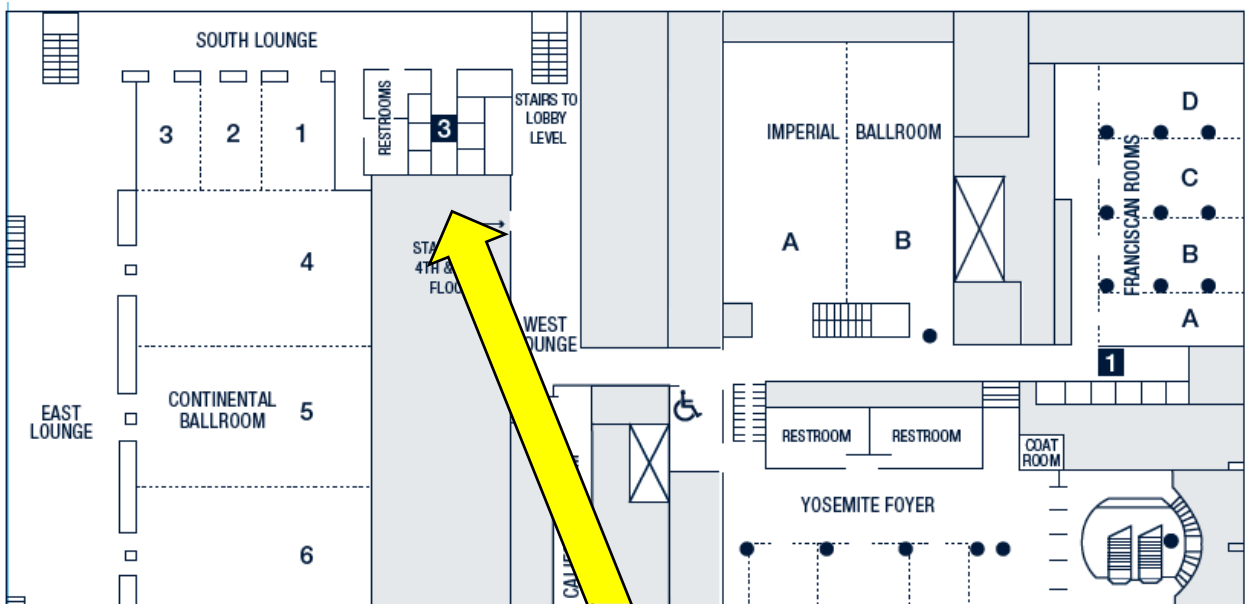 SOUTH LOUNGE
3
2
1
RESTROOMS
3
STAIRS TO
LOBBY
LEVEL
IMPERIAL BALLROOM
A
B
FRANCISCAN ROOMS
D
C
B
A
1
4
4TH &
WEST
EAST
LOUNGE
CONTINENTAL
BALLROOM
5
6
RESTROOM
RESTROOM
COAT
ROOM
YOSEMITE FOYER